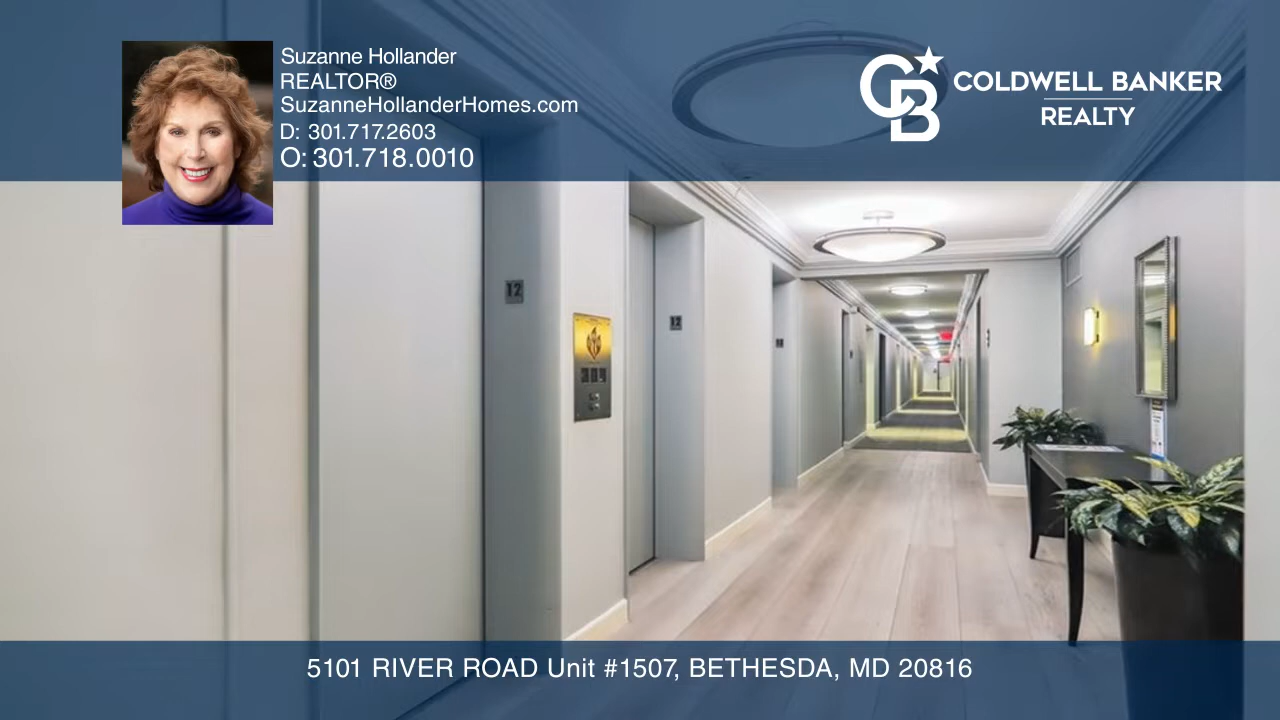 Suzanne Hollander
REALTOR®
SuzanneHollanderHomes.com
D: 301.717.2603
O: 301.718.0010
CB
COLDWELL BANKER
REALTY
12
12
5101 RIVER ROAD Unit #1507, BETHESDA, MD 20816